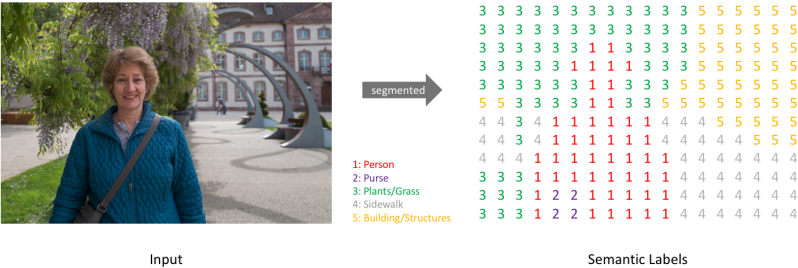 segmented
1: Person
2: Purse
3: Plants/Grass
4: Sidewalk
5: Building/Structures
3 3 3 3 3 3 3 3 3 3 3 3 5 5 5 5 5 5
3 3 3 3 3 3 3 3 3 3 3 3 5 5 5 5 5 5
3 3 3 3 3 3 1 1 3 3 3 3 5 5 5 5 5 5
3 3 3 3 3 1 1 1 1 3 3 3 5 5 5 5 5 5
3 3 3 3 3 3 1 1 3 3 3 5 5 5 5 5 5 5
5 5 3 3 3 3 1 1 3 3 5 5 5 5 5 5 5 5
4 4 3 4 1 1 1 1 1 1 4 4 4 5 5 5 5 5
4 4 3 4 1 1 1 1 1 1 4 4 4 4 4 5 5 5
4 4 4 1 1 1 1 1 1 1 1 4 4 4 4 4 4 4
3 3 3 1 1 1 1 1 1 1 1 4 4 4 4 4 4 4
3 3 3 1 2 2 1 1 1 1 1 4 4 4 4 4 4 4
3 3 3 1 2 2 1 1 1 1 1 4 4 4 4 4 4 4
Input
Semantic Labels